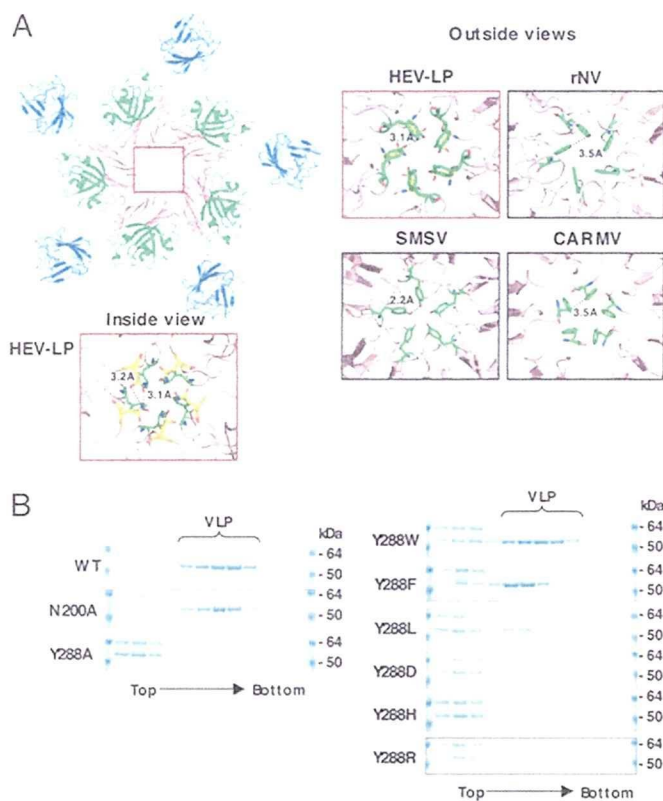 A
Outside views
HEV-LP
rNV
3.1A
3.5A
SMSV
CARMV
2.2A
3.5A
Inside view
HEV-LP
3.2A
3.1A
B
VLP
kDa
WT
- 64
- 50
N200A
- 64
- 50
Y288A
- 64
- 50
Top
Bottom
VLP
kDa
Y288W
- 64
- 50
Y288F
- 64
- 50
Y288L
- 64
- 50
Y288D
- 64
- 50
Y288H
- 64
- 50
Y288R
- 64
- 50
Top
Bottom